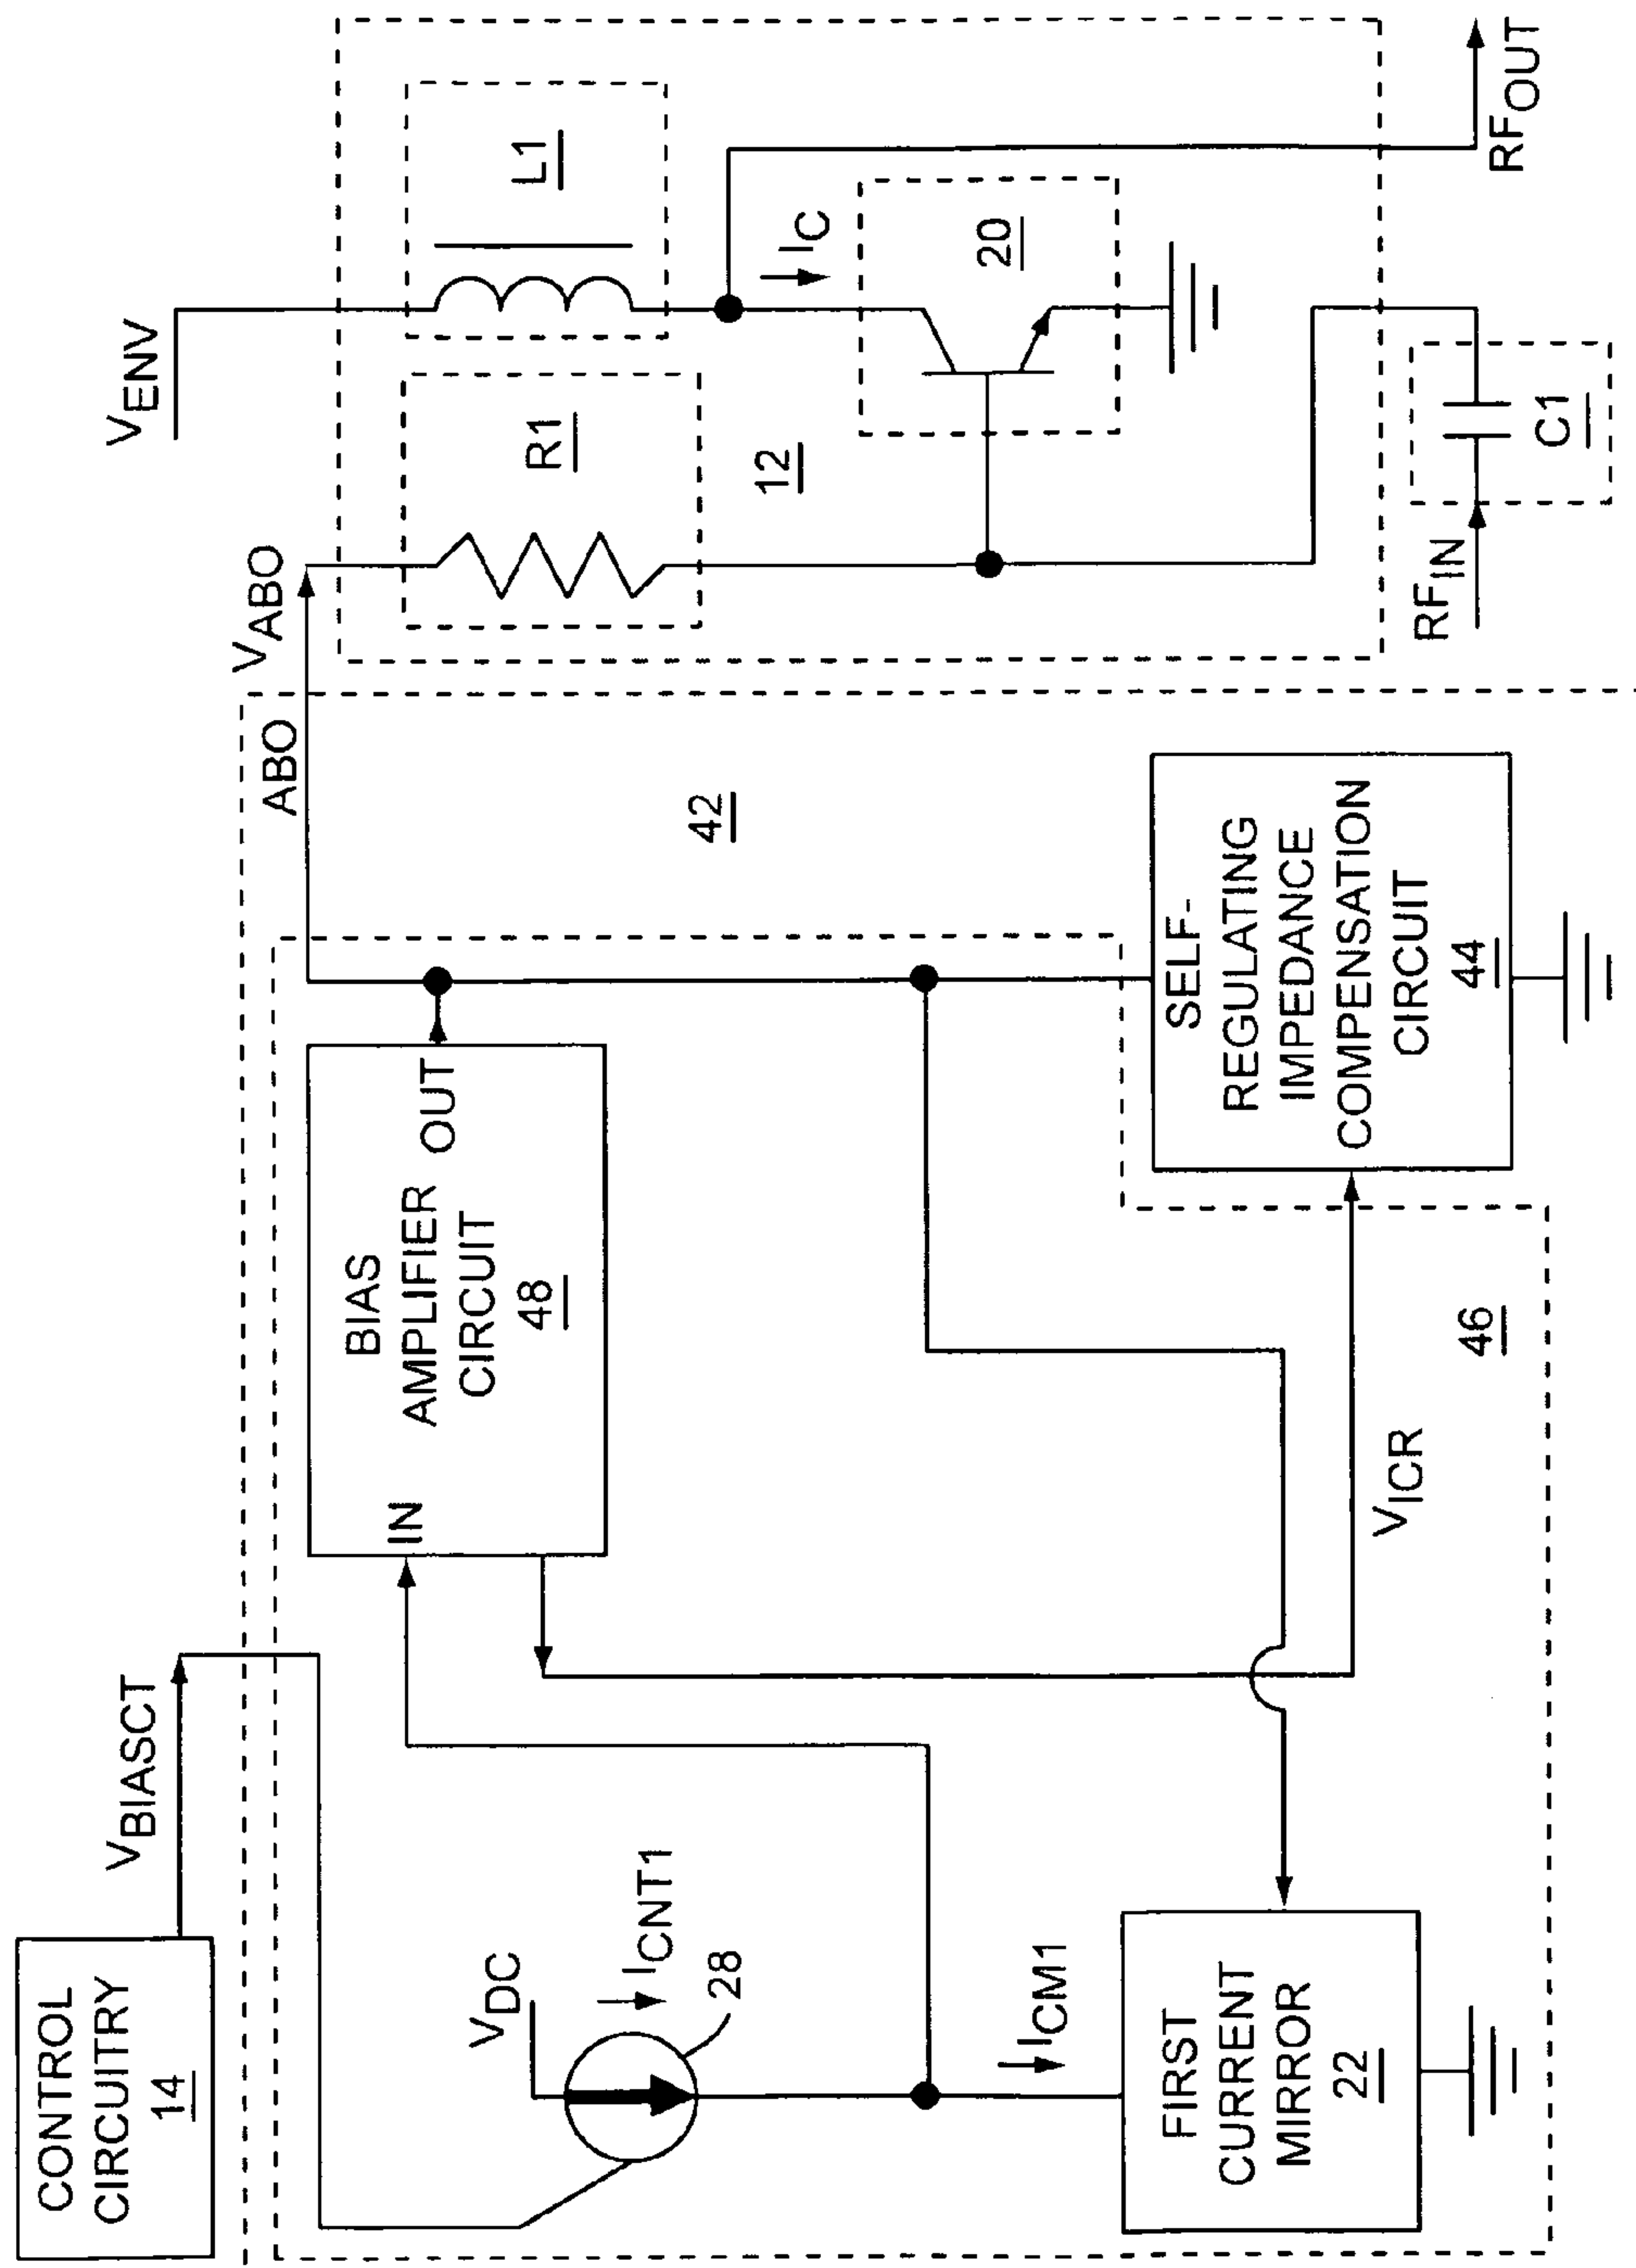 CONTROL
CIRCUITRY
14
VBIASCT
VDC
ICNT1
28
ICM1
FIRST
CURRENT
MIRROR
22
IN
BIAS
AMPLIFIER
CIRCUIT
48
OUT
VICR
46
SELF-
REGULATING
IMPEDANCE
COMPENSATION
CIRCUIT
44
42
ABO
VABO
VENV
R1
L1
12
IC
20
RFIN
C1
RFOUT